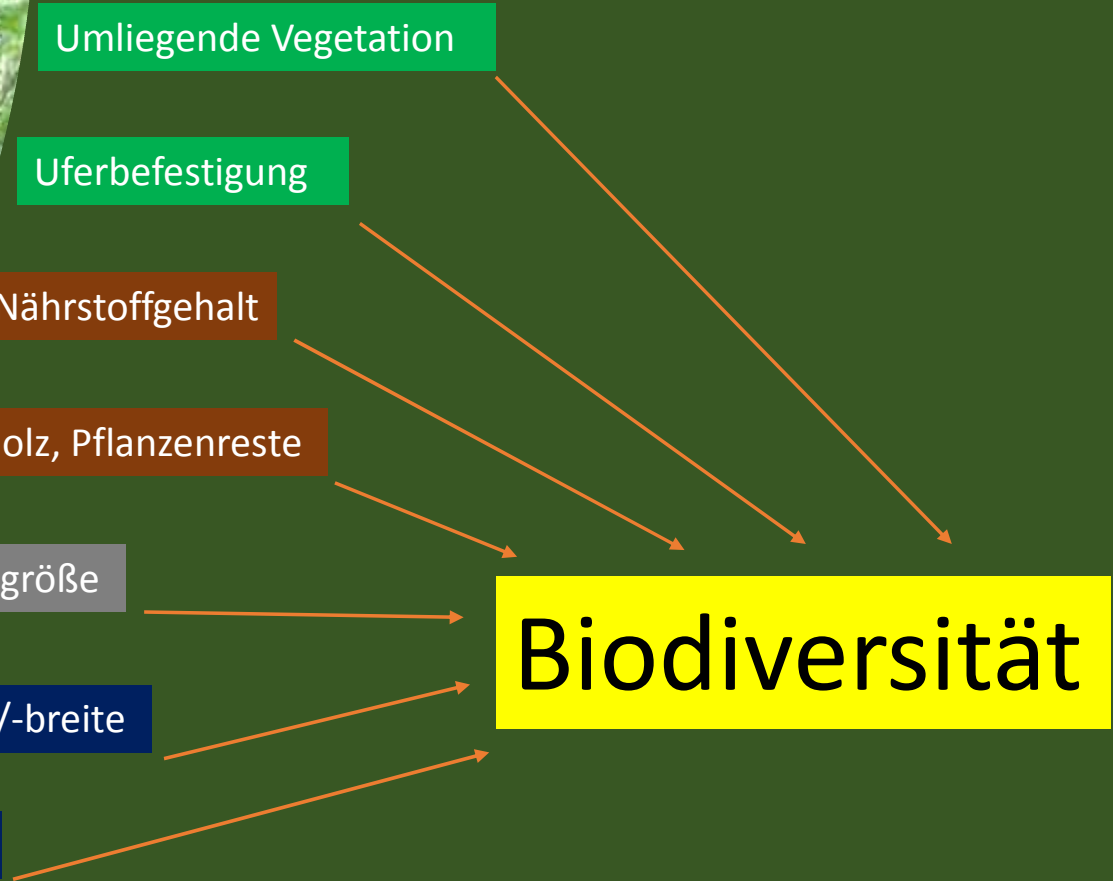 Umliegende Vegetation
Uferbefestigung
Nährstoffgehalt
olz, Pflanzenreste
größe
/-breite
Biodiversität